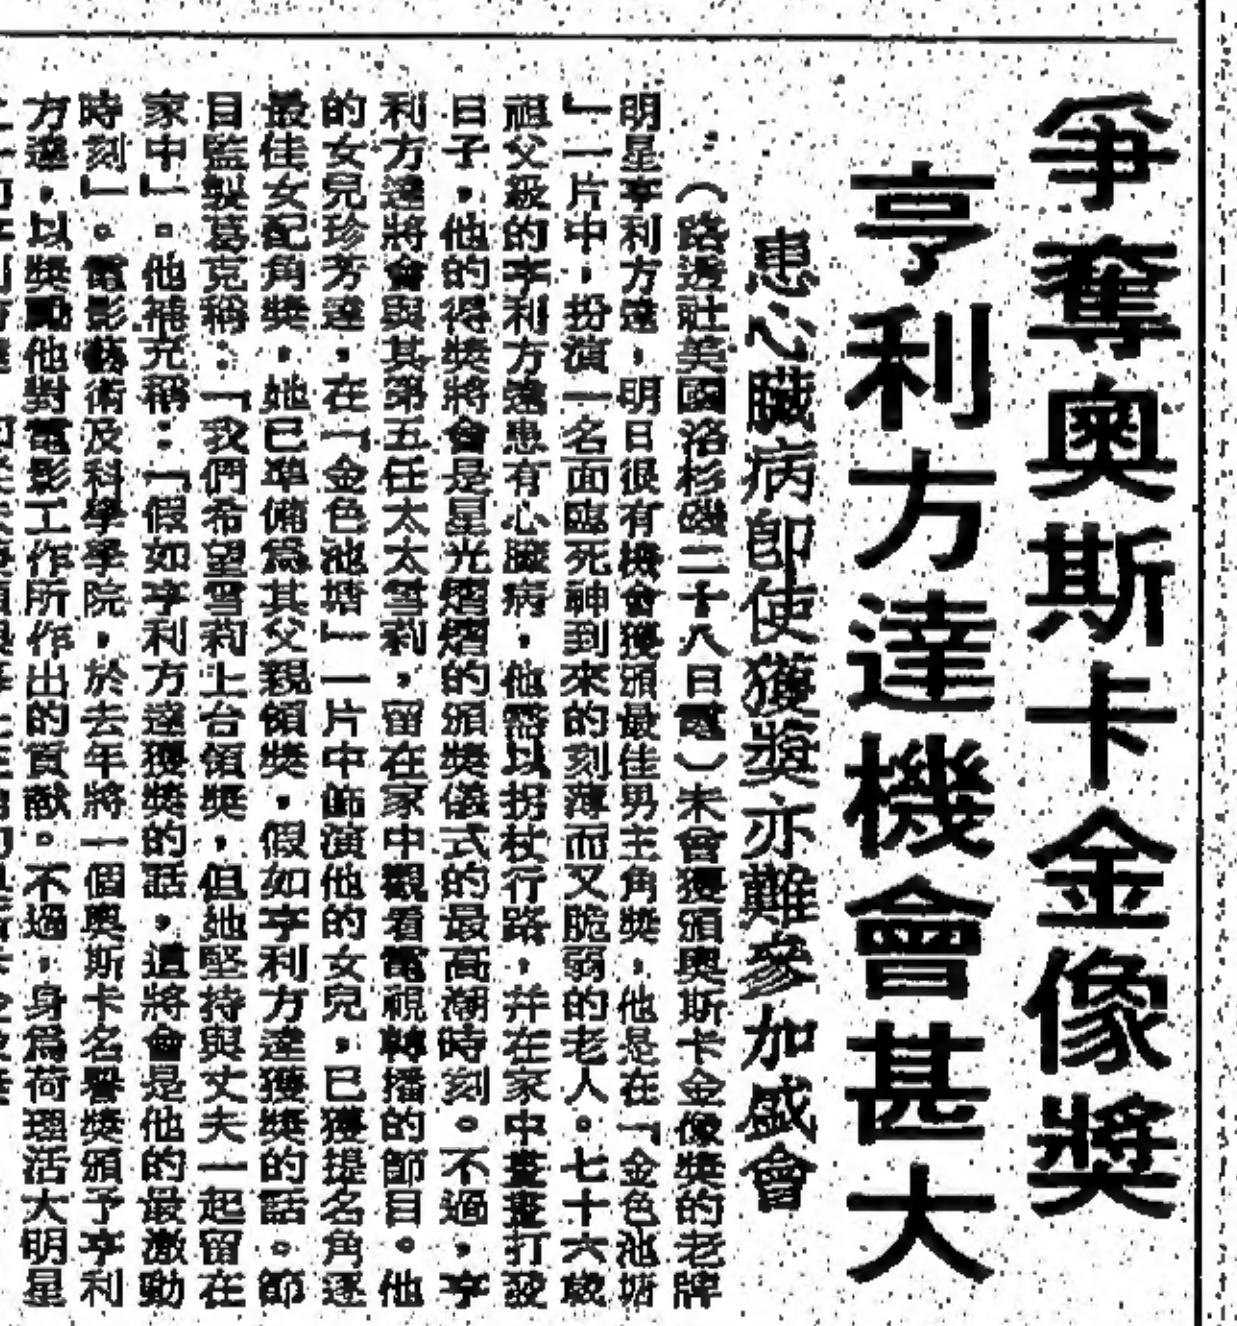 爭奪奧斯卡金像獎
亨利方達機會甚大
患心臟病即使獲獎亦難參加盛會
（路透社美國洛杉磯二十八日電）未曾獲頒奧斯卡金像獎的老牌
明星亨利方達，明日很有機會獲頒最佳男主角獎，他是在「金色池塘
」一片中，扮演一名面臨死神到來的刻薄而又脆弱的老人。七十六歲
祖父級的亨利方達患有心臟病，他需以拐杖行路，并在家中畫畫打發
日子，他的得獎將會是星光熠熠的頒獎儀式的最高潮時刻。不過，亨
利方達將會與其第五任太太雪莉，留在家中觀看電視轉播的節目。他
的女兒珍芳達，在「金色池塘」一片中飾演他的女兒，已獲提名角逐
最佳女配角獎，她已準備爲其父親領獎，假如亨利方達獲獎的話。節
目監製葛克稱：「我們希望雪莉上台領獎，但她堅持與丈夫一起留在
家中」。他補充稱：「假如亨利方達獲獎的話，這將會是他的最激動
時刻」。電影藝術及科學學院，於去年將一個奧斯卡名譽獎頒予亨利
方達，以獎勵他對電影工作所作出的貢献。不過，身爲荷理活大明星